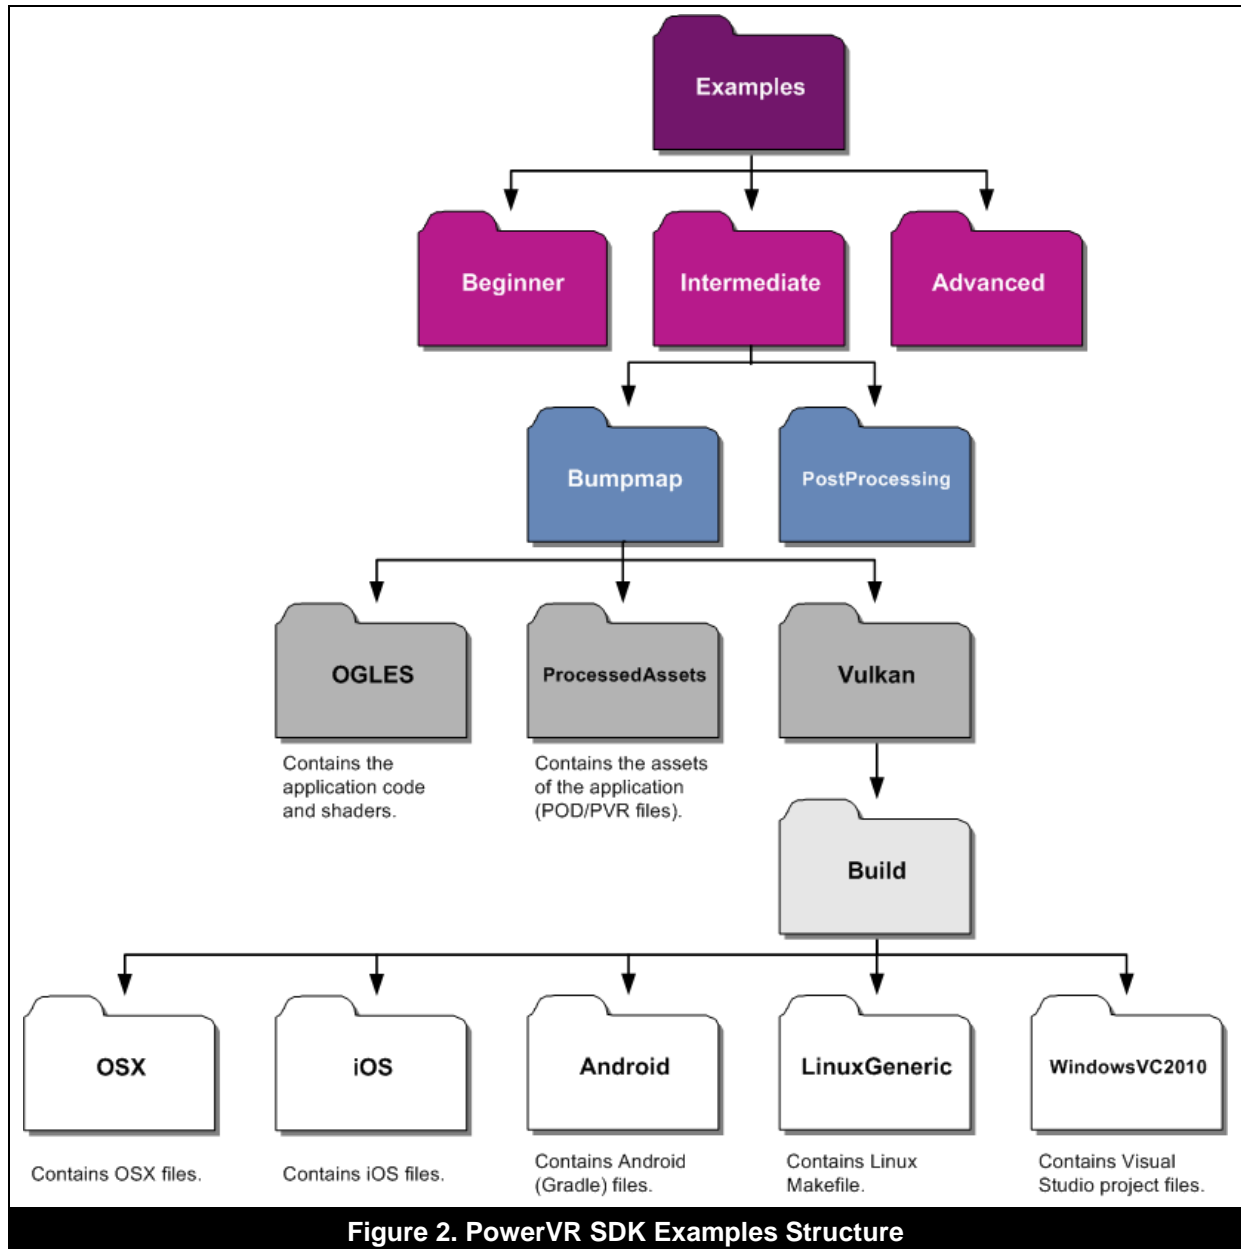 Examples
Beginner
Intermediate
Advanced
Bumpmap
PostProcessing
OGLES
ProcessedAssets
Vulkan
Contains the
application code
and shaders.
Contains the assets
of the application
(POD/PVR files).
Build
OSX
iOS
Android
LinuxGeneric
WindowsVC2010
Contains OSX files.
Contains iOS files.
Contains Android
(Gradle) files.
Contains Linux
Makefile.
Contains Visual
Studio project files.
Figure 2. PowerVR SDK Examples Structure